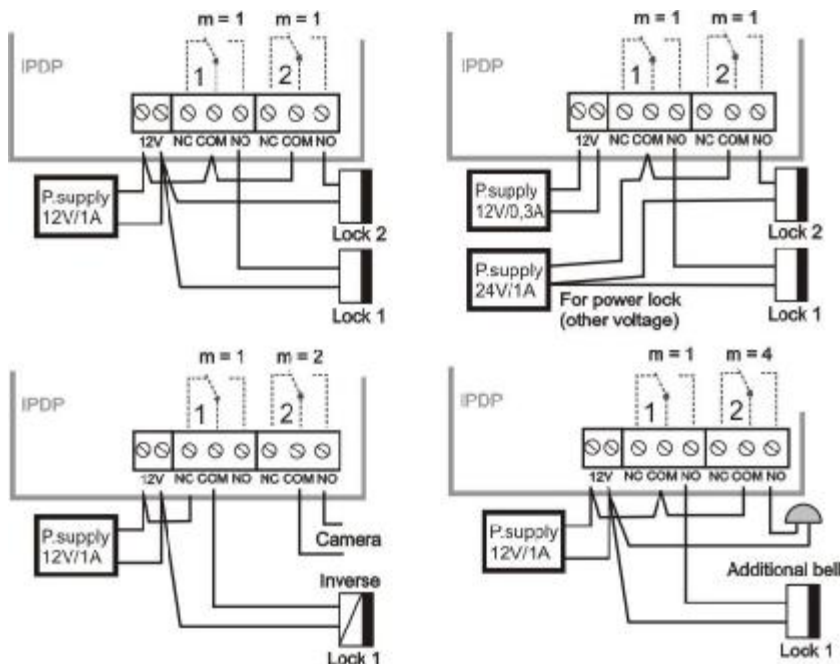 m = 1
m = 1
IPDP
1
2
12V NC COM NO NC COM NO
P.supply
12V/1A
Lock 2
Lock 1
m = 1
m = 1
IPDP
1
2
12V NC COM NO NC COM NO
P.supply
12V/0,3A
Lock 2
P.supply
24V/1A
For power lock
(other voltage)
Lock 1
m = 1
m = 2
IPDP
1
2
12V NC COM NO NC COM NO
P.supply
12V/1A
Camera
Inverse
Lock 1
m = 1
m = 4
IPDP
1
2
12V NC COM NO NC COM NO
P.supply
12V/1A
Additional bell
Lock 1